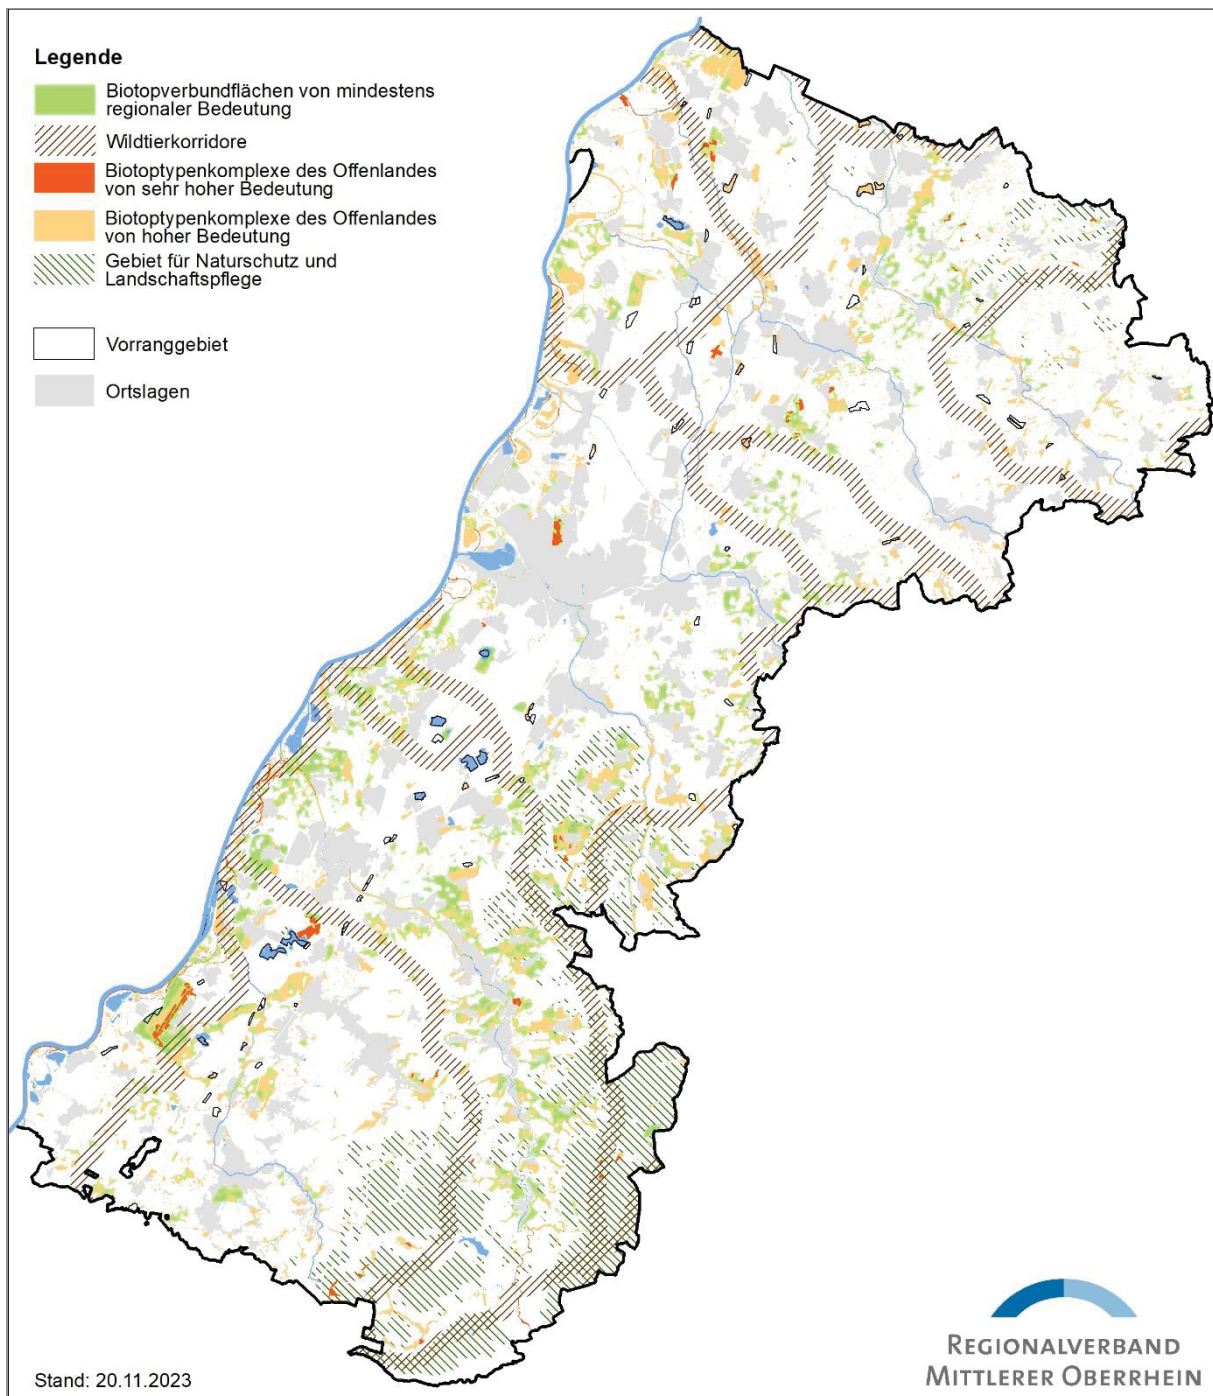 Legende
Biotopverbundflächen von mindestens
regionaler Bedeutung
Wildtierkorridore
Biotoptypenkomplexe des Offenlandes
von sehr hoher Bedeutung
Biotoptypenkomplexe des Offenlandes
von hoher Bedeutung
Gebiet für Naturschutz und
Landschaftspflege
Vorranggebiet
Ortslagen
Stand: 20.11.2023
REGIONALVERBAND
MITTLERER OBERRHEIN